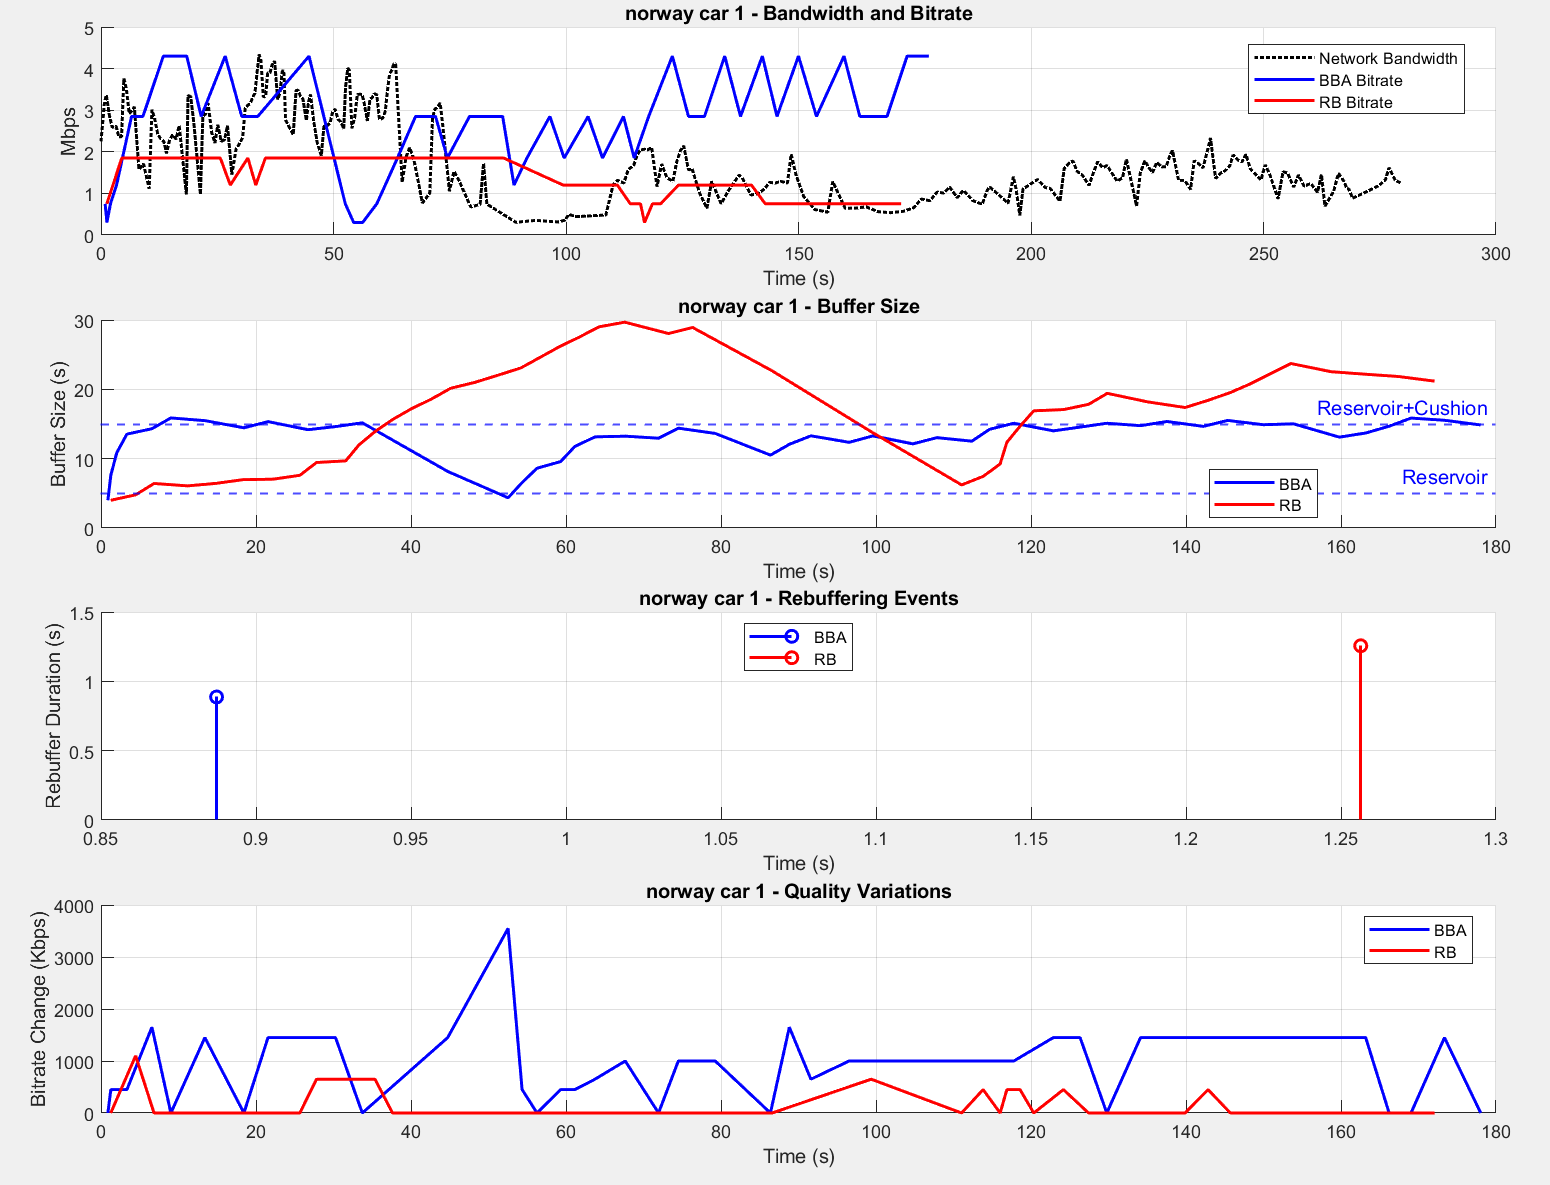 norway car 1 - Bandwidth and Bitrate
5
4
3
2
1
0
Mbps
Network Bandwidth
BBA Bitrate
RB Bitrate
0 50 100 150 200 250 300
Time (s)
norway car 1 - Buffer Size
30
20
10
0
Buffer Size (s)
Reservoir+Cushion
Reservoir
BBA
RB
0 20 40 60 80 100 120 140 160 180
Time (s)
norway car 1 - Rebuffering Events
1.5
1
0.5
0
Rebuffer Duration (s)
BBA
RB
0.85 0.9 0.95 1 1.05 1.1 1.15 1.2 1.25 1.3
Time (s)
norway car 1 - Quality Variations
4000
3000
2000
1000
0
Bitrate Change (Kbps)
BBA
RB
0 20 40 60 80 100 120 140 160 180
Time (s)